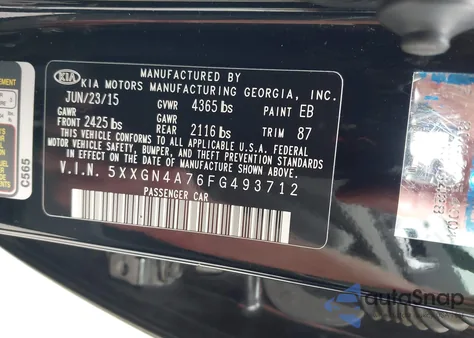 KIA
MANUFACTURED BY
KIA MOTORS MANUFACTURING GEORGIA, INC.
JUN/23/15 GVWR 4365 lbs PAINT EB
GAWR GAWR
FRONT 2425 lbs REAR 2116 lbs TRIM 87
THIS VEHICLE CONFORMS TO ALL APPLICABLE U.S.A. FEDERAL
MOTOR VEHICLE SAFETY, BUMPER, AND THEFT PREVENTION STANDARDS
IN EFFECT ON THE DATE OF MANUFACTURE SHOWN ABOVE.
V.I.N. 5XXGN4A76FG493712
PASSENGER CAR
C565
autoSnap